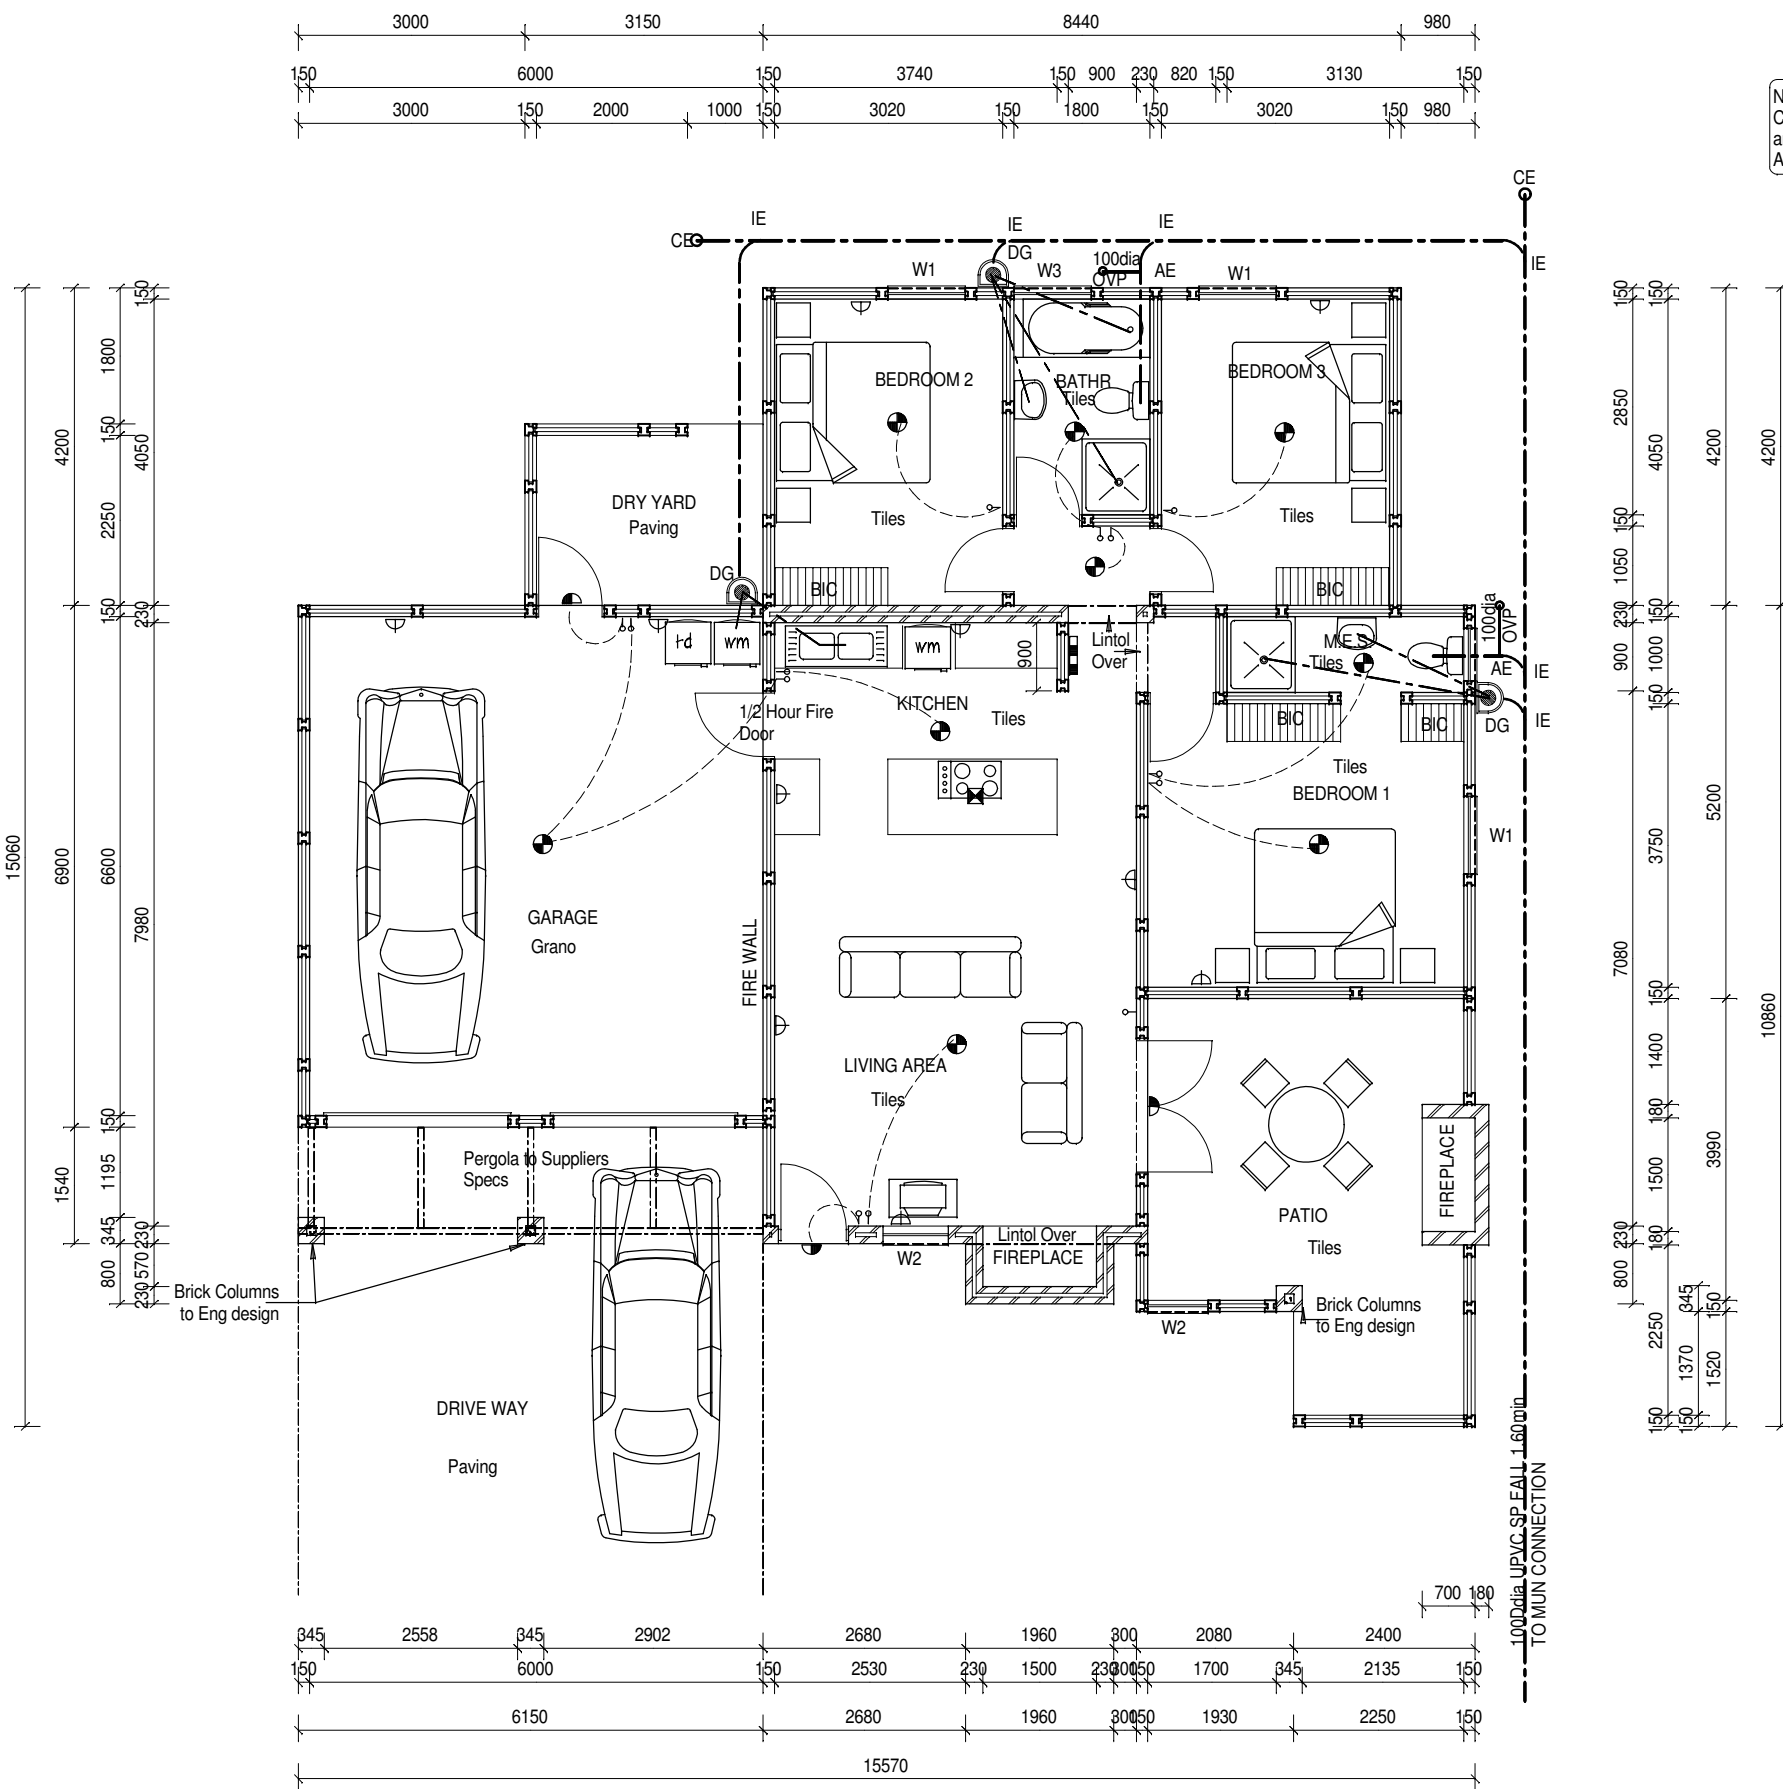 3000 3150 8440 980
150 6000 150 3740 150 900 230 820 150 3130 150
3000 150 2000 1000 150 3020 150 1800 150 3020 150 980
N
C
a
A
CE
IE IE IE
CE
DG 100dia
OVP AE
W1 W3 W1
IE
BEDROOM 2
BATHR
Tiles
BEDROOM 3
DRY YARD
Paving
Tiles
Tiles
DG
BIC
BIC
td wm wm
900
Lintol
Over
M.E.S.
Tiles
100dia
OVP
AE IE
1/2 Hour Fire
Door
KITCHEN
Tiles
BIC
BIC
DG
IE
Tiles
BEDROOM 1
W1
GARAGE
Grano
FIRE WALL
LIVING AREA
Tiles
Pergola to Suppliers
Specs
PATIO
Tiles
FIREPLACE
Lintol Over
FIREPLACE
W2
Brick Columns
to Eng design
Brick Columns
to Eng design
W2
DRIVE WAY
Paving
100Ddia UPVC SP FALL 1.60min
TO MUN CONNECTION
15060
4200 6900 1540
1800 150 2250 150 6600 150 1195 345 800
150 4050 230 7980 230 570 230
150 2850 150 1050 230 900 7080 230 800
150 4050 150 1000 150 3750 150 1400 180 1500 180 2250 150
345 1370 150
4200 5200 3990 150 1520
4200 10860
700 180
345 2558 345 2902 2680 1960 300 2080 2400
150 6000 150 2530 230 1500 230 300 150 1700 345 2135 150
6150 2680 1960 300 150 1930 2250 150
15570